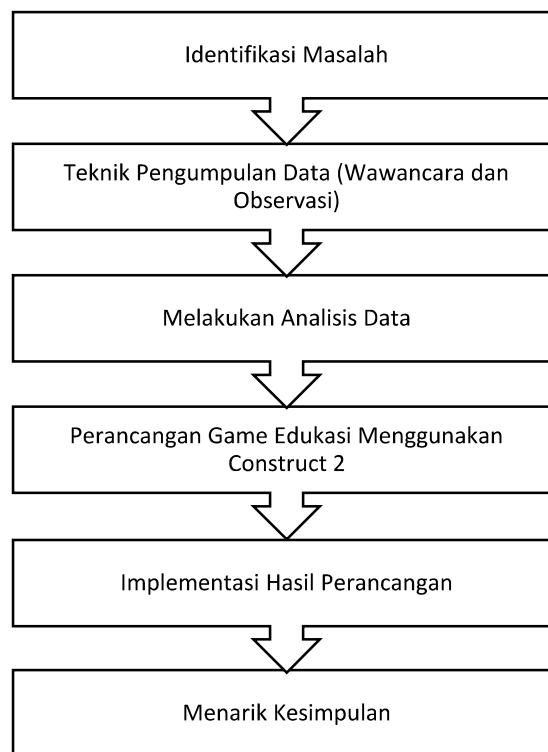 Identifikasi Masalah
Teknik Pengumpulan Data (Wawancara dan
Observasi)
Melakukan Analisis Data
Perancangan Game Edukasi Menggunakan
Construct 2
Implementasi Hasil Perancangan
Menarik Kesimpulan